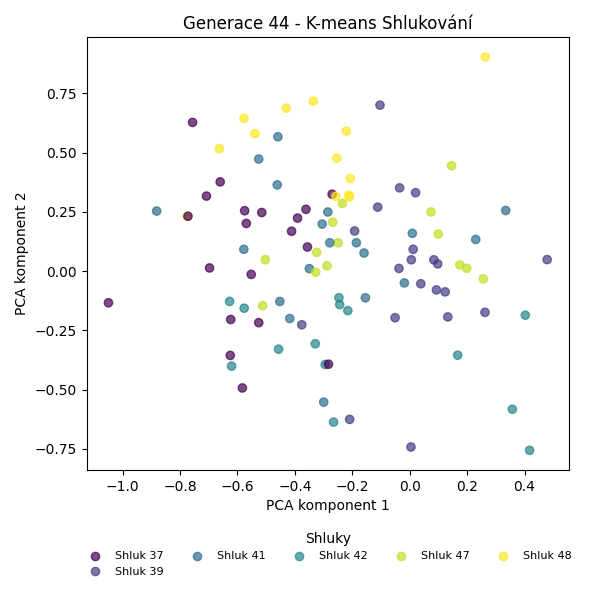 Generace 44 - K-means Shlukování
PCA komponent 2
0.75
0.50
0.25
0.00
−0.25
−0.50
−0.75
−1.0 −0.8 −0.6 −0.4 −0.2 0.0 0.2 0.4
PCA komponent 1
Shluky
Shluk 37 Shluk 41 Shluk 42 Shluk 47 Shluk 48
Shluk 39